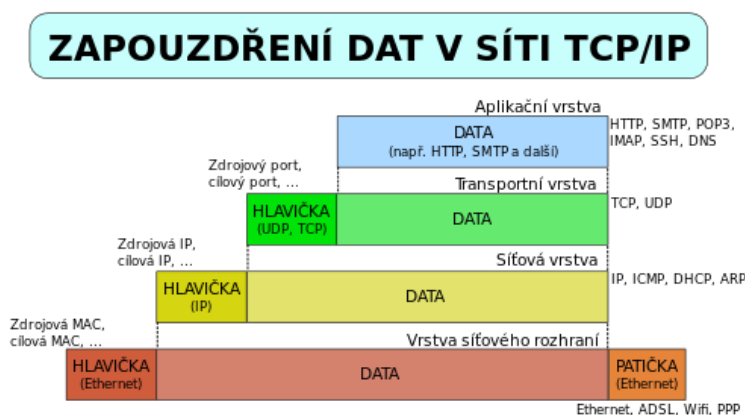 ZAPOUZDŘENÍ DAT V SÍTI TCP/IP
Aplikační vrstva
DATA
(např. HTTP, SMTP a další)
HTTP, SMTP, POP3,
IMAP, SSH, DNS
Zdrojový port,
cílový port, ...
Transportní vrstva
HLAVIČKA
(UDP, TCP)
DATA
TCP, UDP
Zdrojová IP,
cílová IP, ...
Síťová vrstva
HLAVIČKA
(IP)
DATA
IP, ICMP, DHCP, ARP
Zdrojová MAC,
cílová MAC, ...
Vrstva síťového rozhraní
HLAVIČKA
(Ethernet)
DATA
PATIČKA
(Ethernet)
Ethernet, ADSL, Wifi, PPP